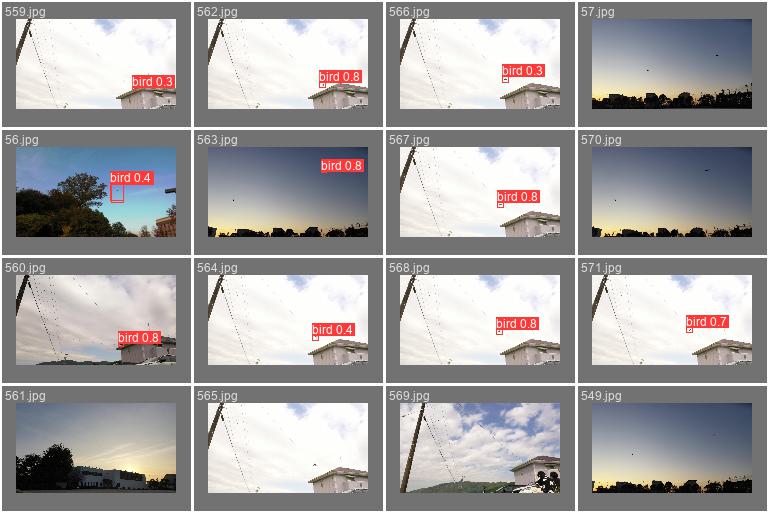 559.jpg
bird 0.3
562.jpg
bird 0.8
566.jpg
bird 0.3
57.jpg
56.jpg
bird 0.4
563.jpg
bird 0.8
567.jpg
bird 0.8
570.jpg
560.jpg
bird 0.8
564.jpg
bird 0.4
568.jpg
bird 0.8
571.jpg
bird 0.7
561.jpg
565.jpg
569.jpg
549.jpg